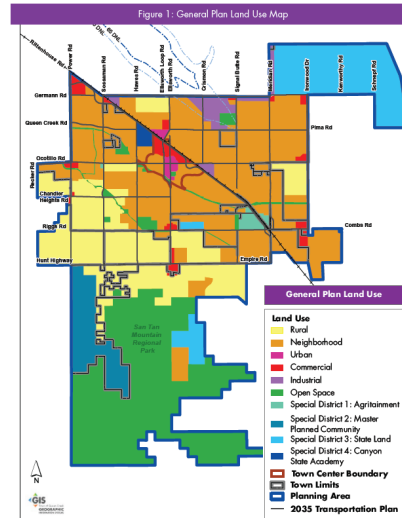 Figure 1: General Plan Land Use Map
Rittenhouse Rd
Power Rd
Sossaman Rd
Hawes Rd
Ellsworth Loop Rd
Ellsworth Rd
Crismon Rd
Signal Butte Rd
Meridian Rd
Ironwood Dr
Kenworthy Rd
Schnepf Rd
60 DNL
Germann Rd
Queen Creek Rd
Pima Rd
Ocotillo Rd
Recker Rd
Chandler
Heights Rd
Riggs Rd
Combs Rd
Hunt Highway
Empire Rd
San Tan
Mountain
Regional
Park
General Plan Land Use
Land Use
Rural
Neighborhood
Urban
Commercial
Industrial
Open Space
Special District 1: Agritainment
Special District 2: Master
Planned Community
Special District 3: State Land
Special District 4: Canyon
State Academy
Town Center Boundary
Town Limits
Planning Area
2035 Transportation Plan
N
GIS